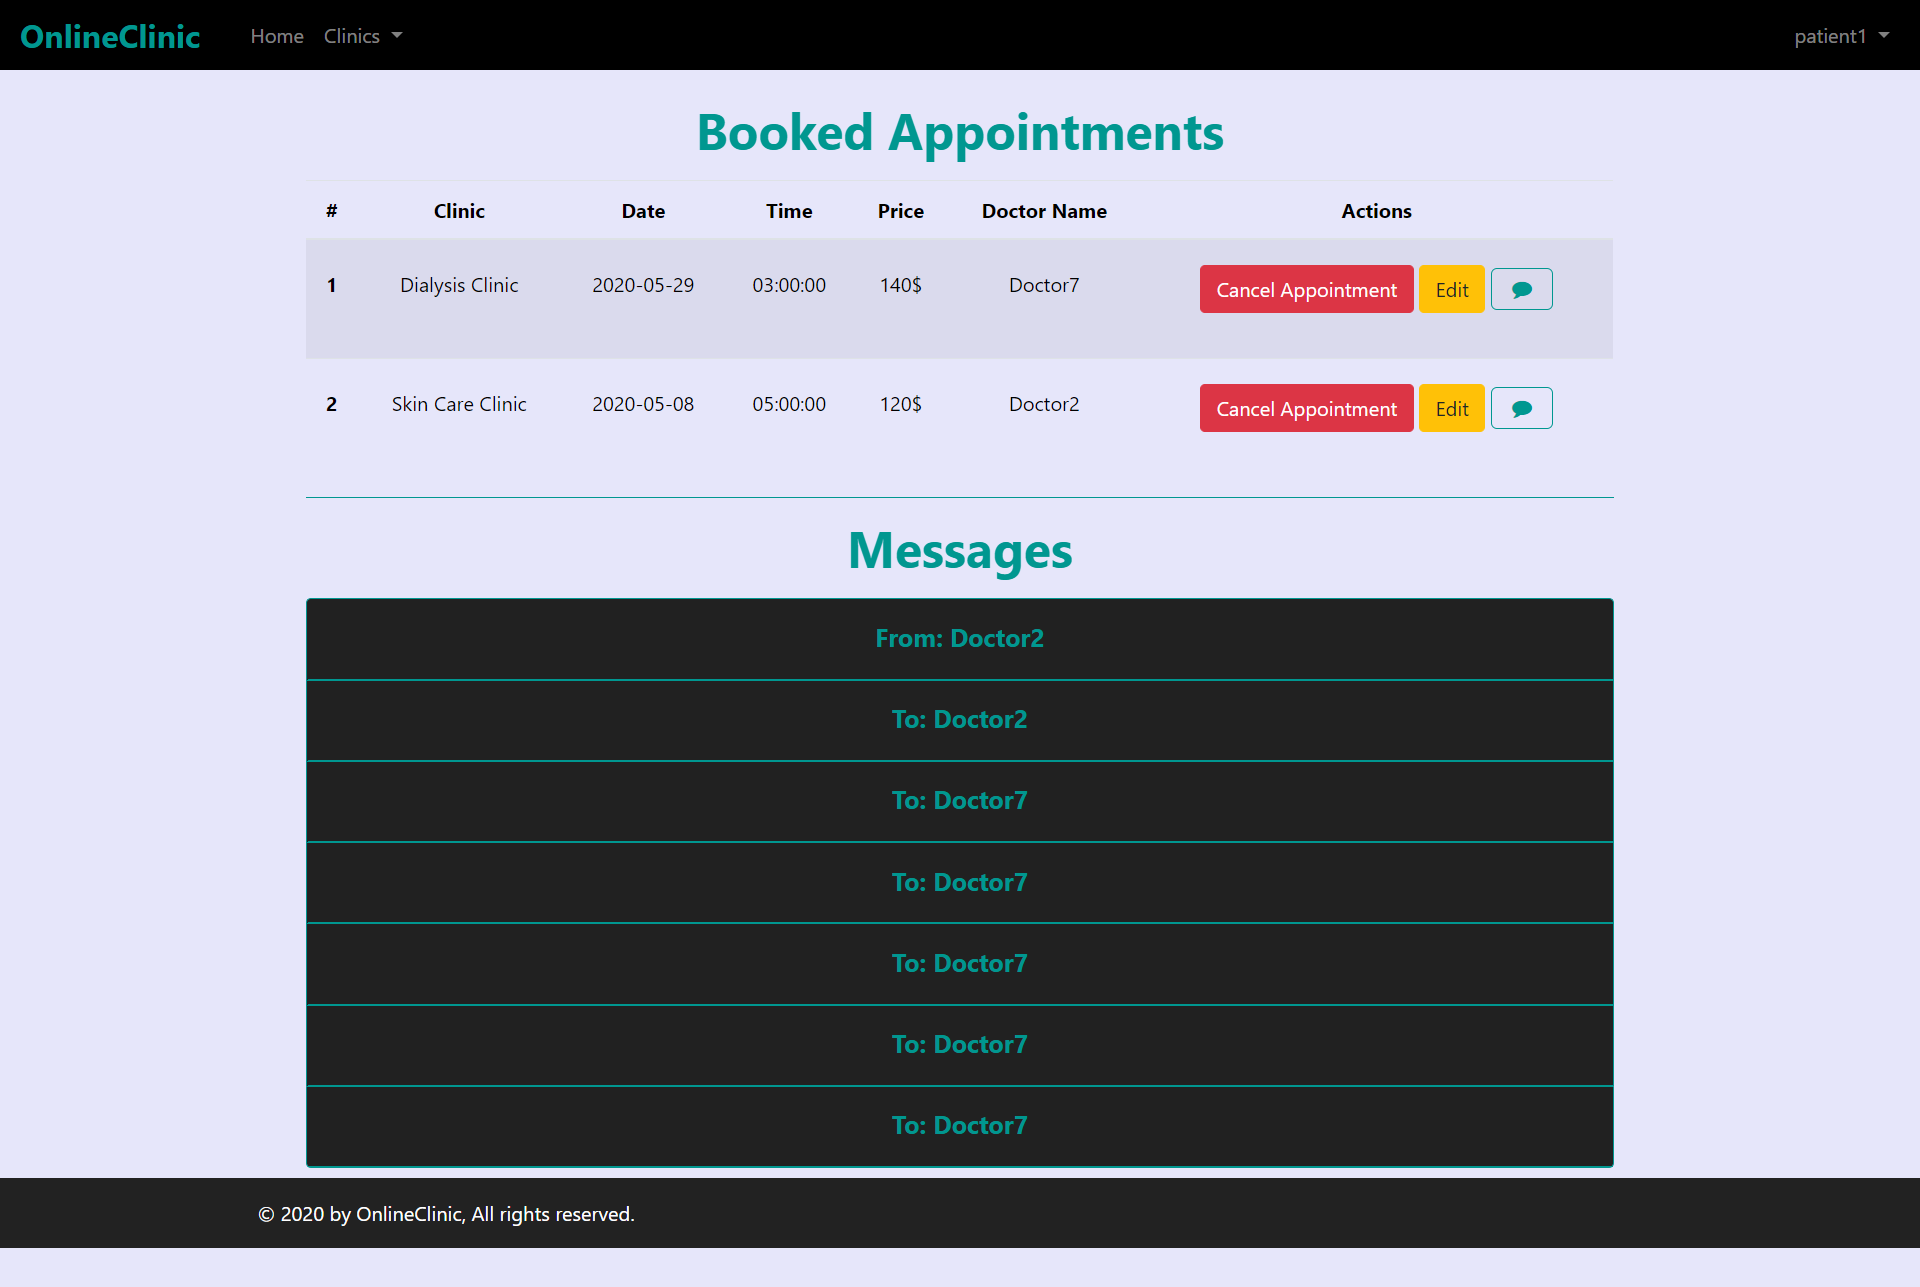 OnlineClinic Home Clinics patient1
Booked Appointments
# Clinic Date Time Price Doctor Name Actions
1 Dialysis Clinic 2020-05-29 03:00:00 140$ Doctor7 Cancel Appointment Edit
2 Skin Care Clinic 2020-05-08 05:00:00 120$ Doctor2 Cancel Appointment Edit
Messages
From: Doctor2
To: Doctor2
To: Doctor7
To: Doctor7
To: Doctor7
To: Doctor7
To: Doctor7
© 2020 by OnlineClinic, All rights reserved.